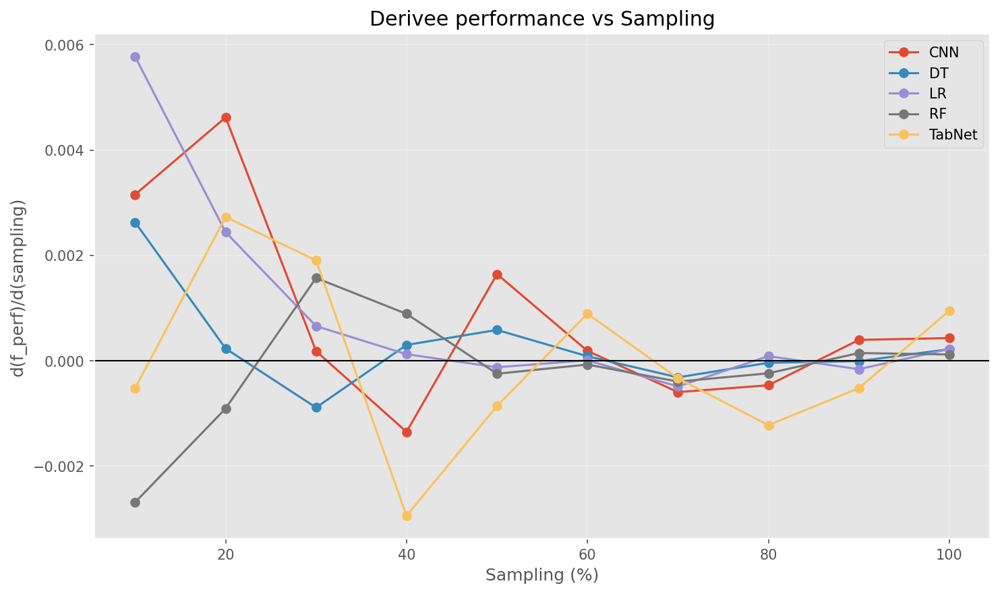 Derivee performance vs Sampling
0.006
0.004
0.002
0.000
−0.002
d(f_perf)/d(sampling)
CNN
DT
LR
RF
TabNet
20
40
60
80
100
Sampling (%)